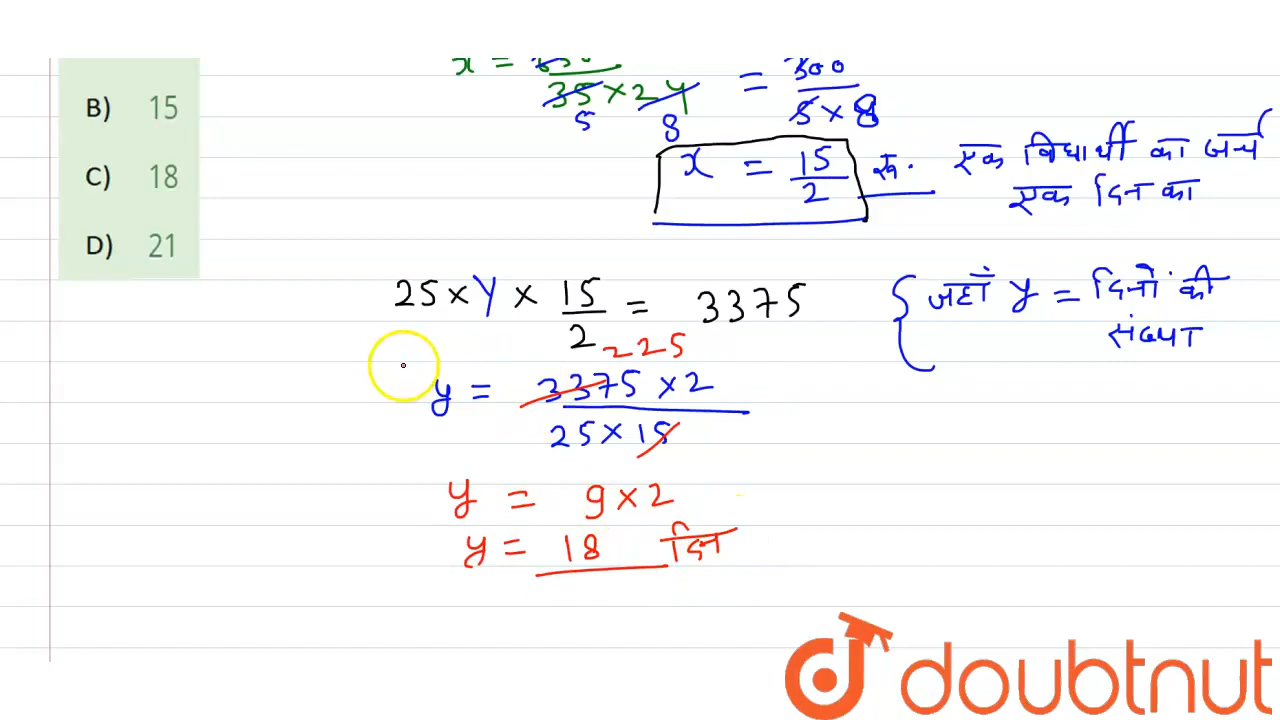 x =
35 × 24 = 300
5 8 5 × 8
B) 15
x = 15/2 रु. एक विद्यार्थी का खर्च
एक दिन का
C) 18
D) 21
25 × y × 15/2 = 3375
{ जहाँ y = दिनों की
संख्या
225
y = 3375 × 2
25 × 15
y = 9 × 2
y = 18 दिन
doubtnut